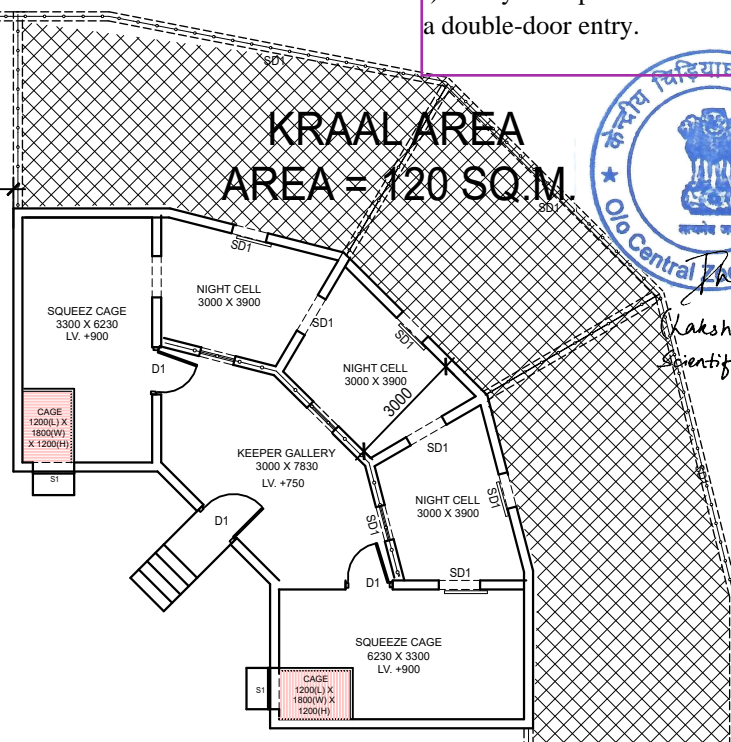 a double-door entry.
SD1
KRAAL AREA
AREA = 120 SQ.M.
SD1
केन्द्रीय चिड़ियाघर
★ O/o Central Zoo
SD1
NIGHT CELL
3000 X 3900
SQUEEZ CAGE
3300 X 6230
LV. +900
SD1
SD1
NIGHT CELL
3000 X 3900
D1
3000
CAGE
1200(L) X
1800(W)
X 1200(H)
KEEPER GALLERY
3000 X 7830
LV. +750
SD1
S1
NIGHT CELL
3000 X 3900
SD1
SD1
D1
SD1
D1
SD1
SQUEEZE CAGE
6230 X 3300
LV. +900
S1
CAGE
1200(L) X
1800(W) X
1200(H)